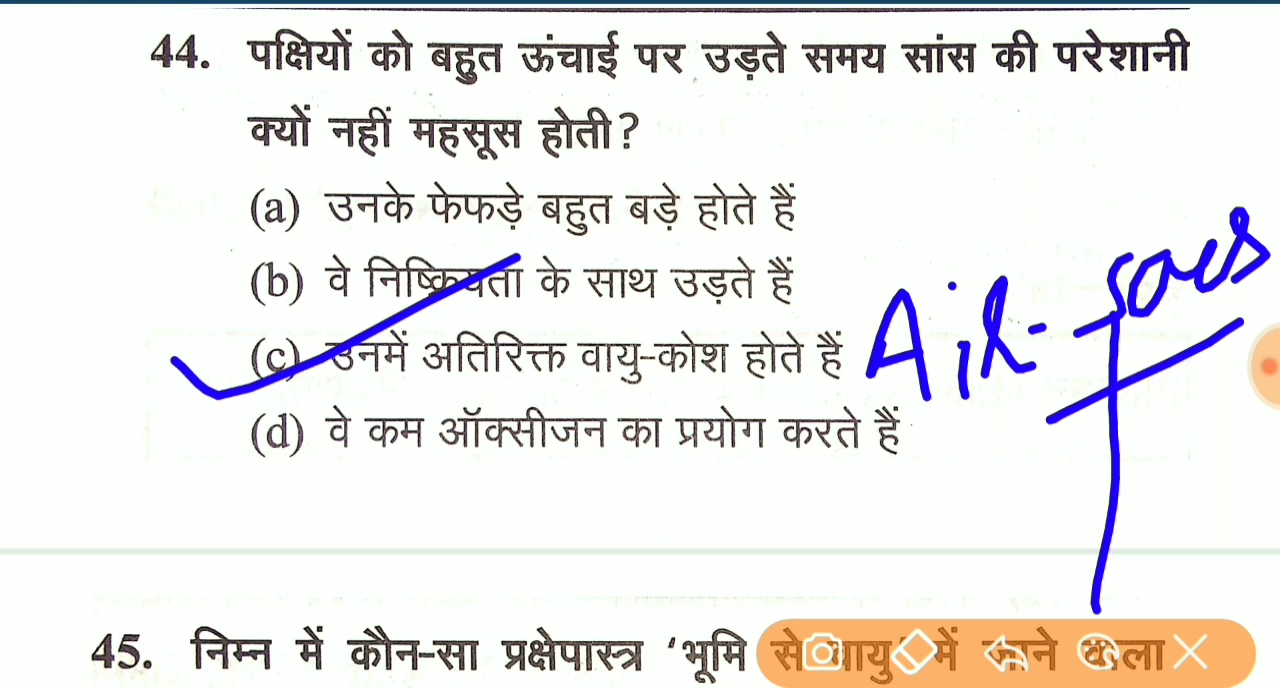 44. पक्षियों को बहुत ऊंचाई पर उड़ते समय सांस की परेशानी
क्यों नहीं महसूस होती?
(a) उनके फेफड़े बहुत बड़े होते हैं
(b) वे निष्क्रियता के साथ उड़ते हैं
(c) उनमें अतिरिक्त वायु-कोश होते हैं Air-sacs
(d) वे कम ऑक्सीजन का प्रयोग करते हैं
45. निम्न में कौन-सा प्रक्षेपास्त्र ‘भूमि से वायु’ में जाने वाला